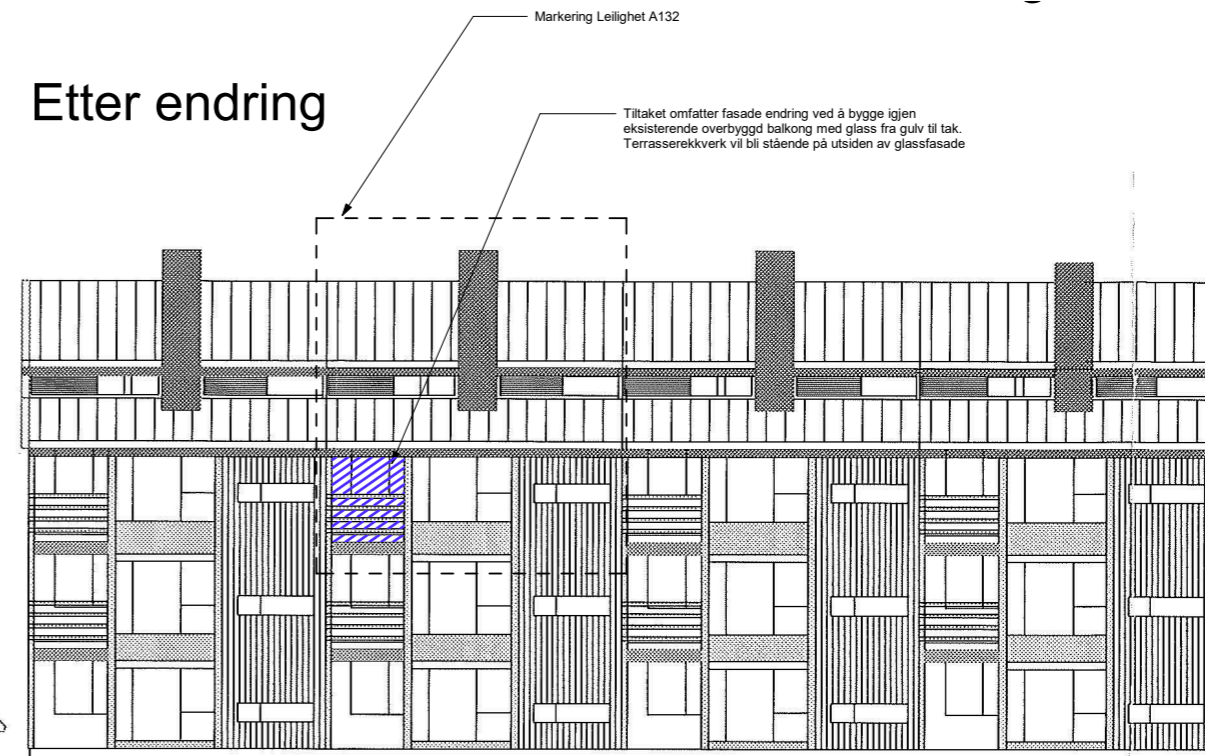 Markering Leilighet A132
Etter endring
Tiltaket omfatter fasade endring ved å bygge igjen
eksisterende overbyggd balkong med glass fra gulv til tak.
Terrasserekkverk vil bli stående på utsiden av glassfasade